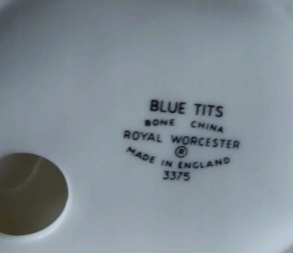 BLUE TITS
BONE CHINA
ROYAL WORCESTER
®
MADE IN ENGLAND
3375